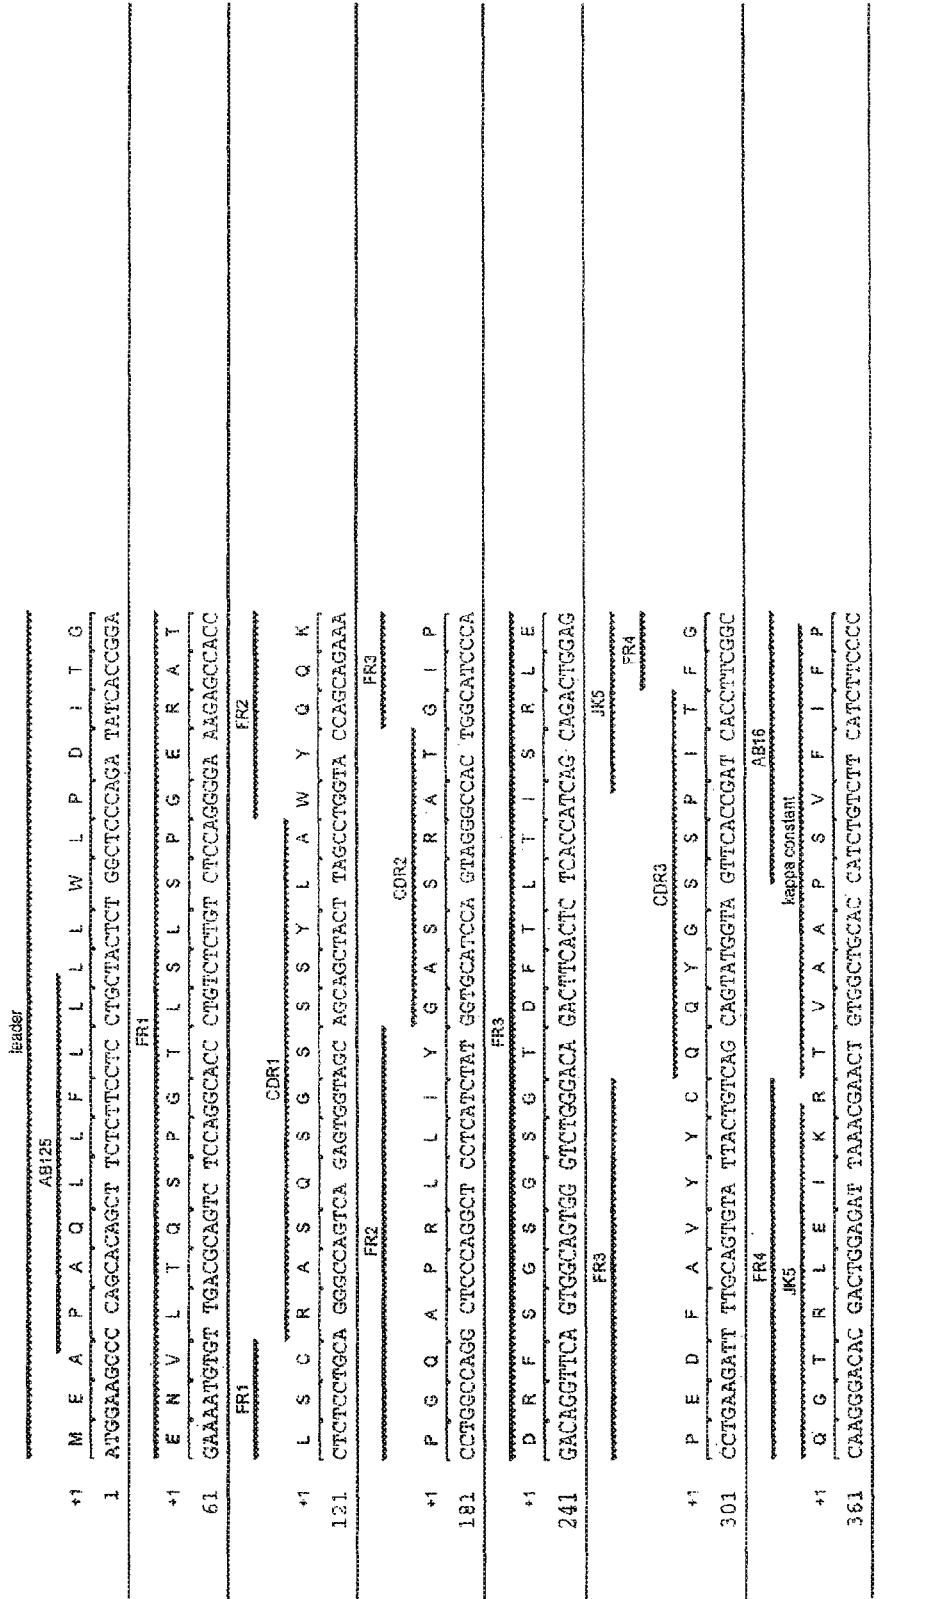 leader
AB125
+1 M E A P A Q L L F L L L L W L P D I T G
1 ATGGAAGCCC CAGCACAGCT TCTCTTCCTC CTGCTACTCT GGCTCCCAGA TATCACCGGA
FR1
+1 E N V L T Q S P G T L S L S P G E R A T
61 GAAAATGTGT TGACGCAGTC TCCAGGCACC CTGTCTCTGT CTCCAGGGGA AAGAGCCACC
FR1 FR2
CDR1
+1 L S C R A S Q S G S S S Y L A W Y Q Q K
121 CTCTCCTGCA GGGCCAGTCA GAGTGGTAGC AGCAGCTACT TAGCCTGGTA CCAGCAGAAA
FR2 FR3
CDR2
+1 P G Q A P R L L I Y G A S S R A T G I P
181 CCTGGCCAGG CTCCCAGGCT CCTCATCTAT GGTGCATCCA GTAGGGCCAC TGGCATCCCA
FR3
+1 D R F S G S G S G T D F T L T I S R L E
241 GACAGGTTCA GTGGCAGTGG GTCTGGGACA GACTTCACTC TCACCATCAG CAGACTGGAG
FR3 JK5
FR4
CDR3
+1 P E D F A V Y Y C Q Q Y G S S P I T F G
301 CCTGAAGATT TTGCAGTGTA TTACTGTCAG CAGTATGGTA GTTCACCGAT CACCTTCGGC
FR4 AB16
JK5 kappa constant
+1 Q G T R L E I K R T V A A P S V F I F P
361 CAAGGGACAC GACTGGAGAT TAAACGAACT GTGGCTGCAC CATCTGTCTT CATCTTCCCC